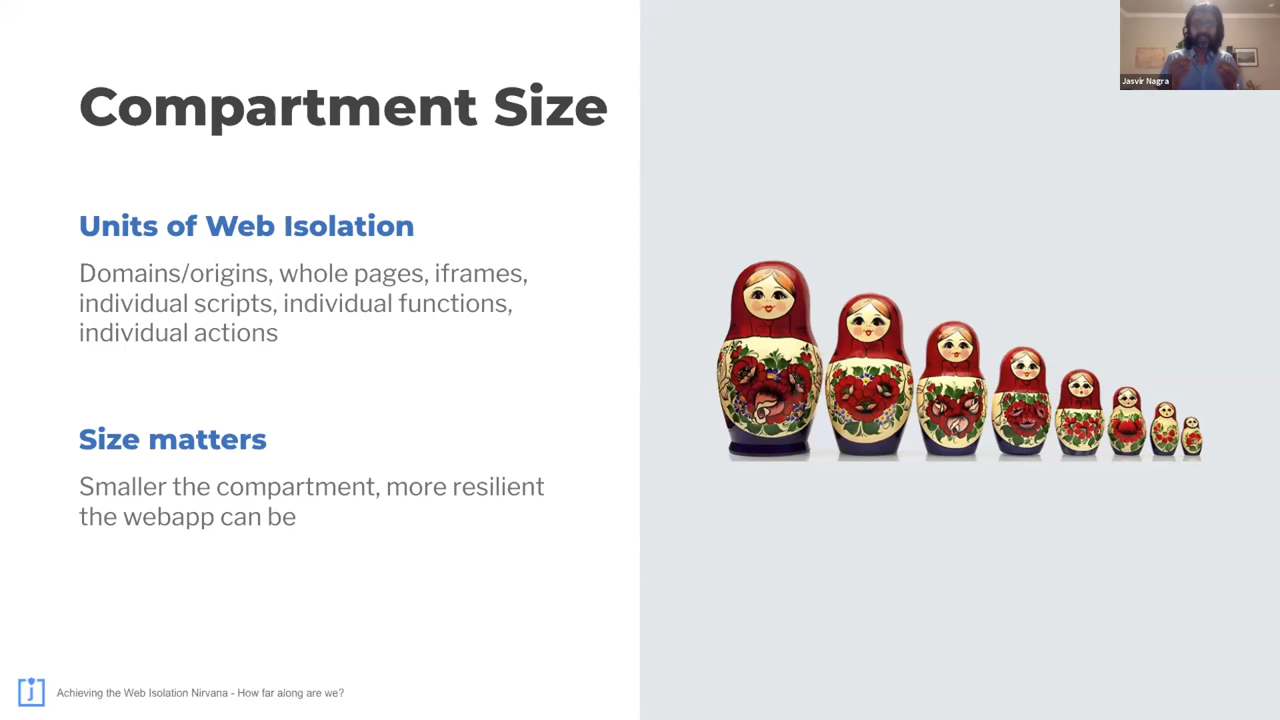 Compartment Size
Units of Web Isolation
Domains/origins, whole pages, iframes,
individual scripts, individual functions,
individual actions
Size matters
Smaller the compartment, more resilient
the webapp can be
j
Achieving the Web Isolation Nirvana - How far along are we?
Jasvir Nagra